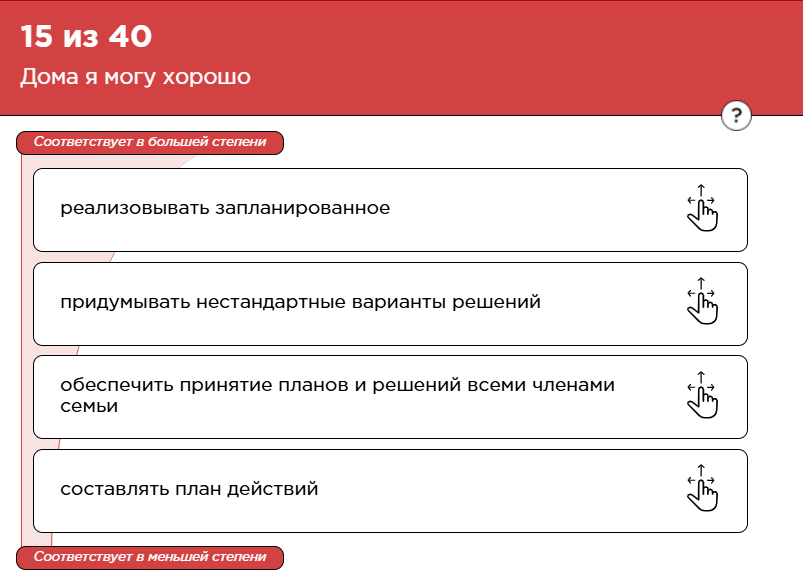 15 из 40
Дома я могу хорошо
?
Соответствует в большей степени
реализовывать запланированное
придумывать нестандартные варианты решений
обеспечить принятие планов и решений всеми членами
семьи
составлять план действий
Соответствует в меньшей степени